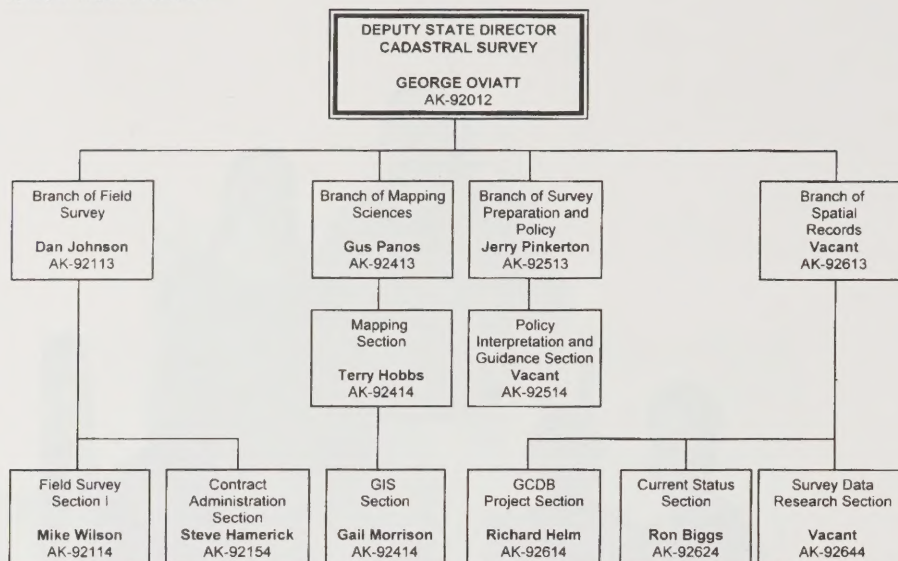 DEPUTY STATE DIRECTOR
CADASTRAL SURVEY
GEORGE OVIATT
AK-92012
Branch of Field
Survey
Dan Johnson
AK-92113
Branch of Mapping
Sciences
Gus Panos
AK-92413
Branch of Survey
Preparation and
Policy
Jerry Pinkerton
AK-92513
Branch of
Spatial
Records
Vacant
AK-92613
Mapping
Section
Terry Hobbs
AK-92414
Policy
Interpretation and
Guidance Section
Vacant
AK-92514
Field Survey
Section I
Mike Wilson
AK-92114
Contract
Administration
Section
Steve Hamerick
AK-92154
GIS
Section
Gail Morrison
AK-92414
GCDB
Project Section
Richard Helm
AK-92614
Current Status
Section
Ron Biggs
AK-92624
Survey Data
Research Section
Vacant
AK-92644